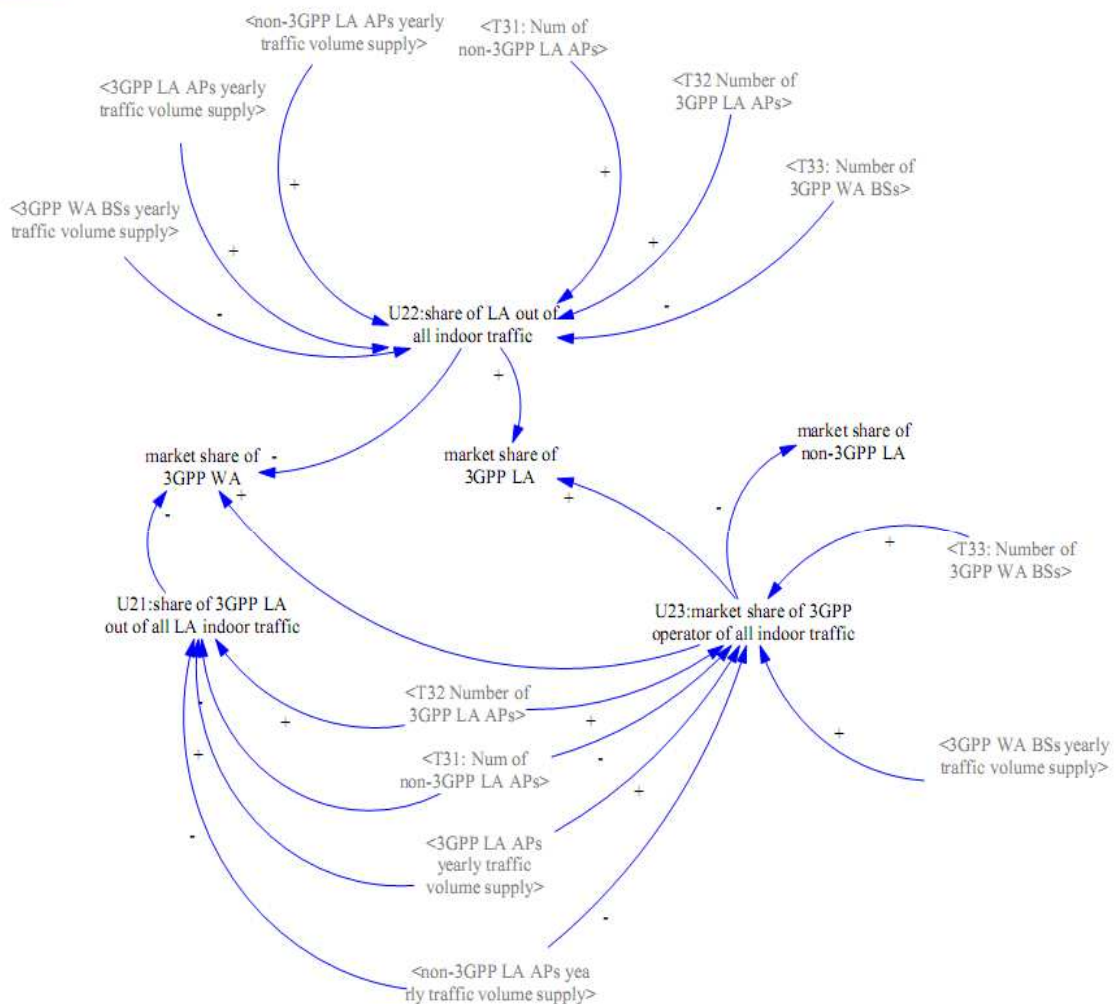 <non-3GPP LA APs yearly
traffic volume supply>
<T31: Num of
non-3GPP LA APs>
<3GPP LA APs yearly
traffic volume supply>
<T32 Number of
3GPP LA APs>
<T33: Number of
3GPP WA BSs>
<3GPP WA BSs yearly
traffic volume supply>
+
+
+
+
-
-
U22:share of LA out of
all indoor traffic
+
market share of
3GPP WA
-
market share of
3GPP LA
market share of
non-3GPP LA
+
+
-
-
+
<T33: Number of
3GPP WA BSs>
U21:share of 3GPP LA
out of all LA indoor traffic
U23:market share of 3GPP
operator of all indoor traffic
<T32 Number of
3GPP LA APs>
-
+
+
<T31: Num of
non-3GPP LA APs>
+
-
+
+
<3GPP WA BSs yearly
traffic volume supply>
<3GPP LA APs
yearly traffic
volume supply>
-
-
<non-3GPP LA APs yea
rly traffic volume supply>